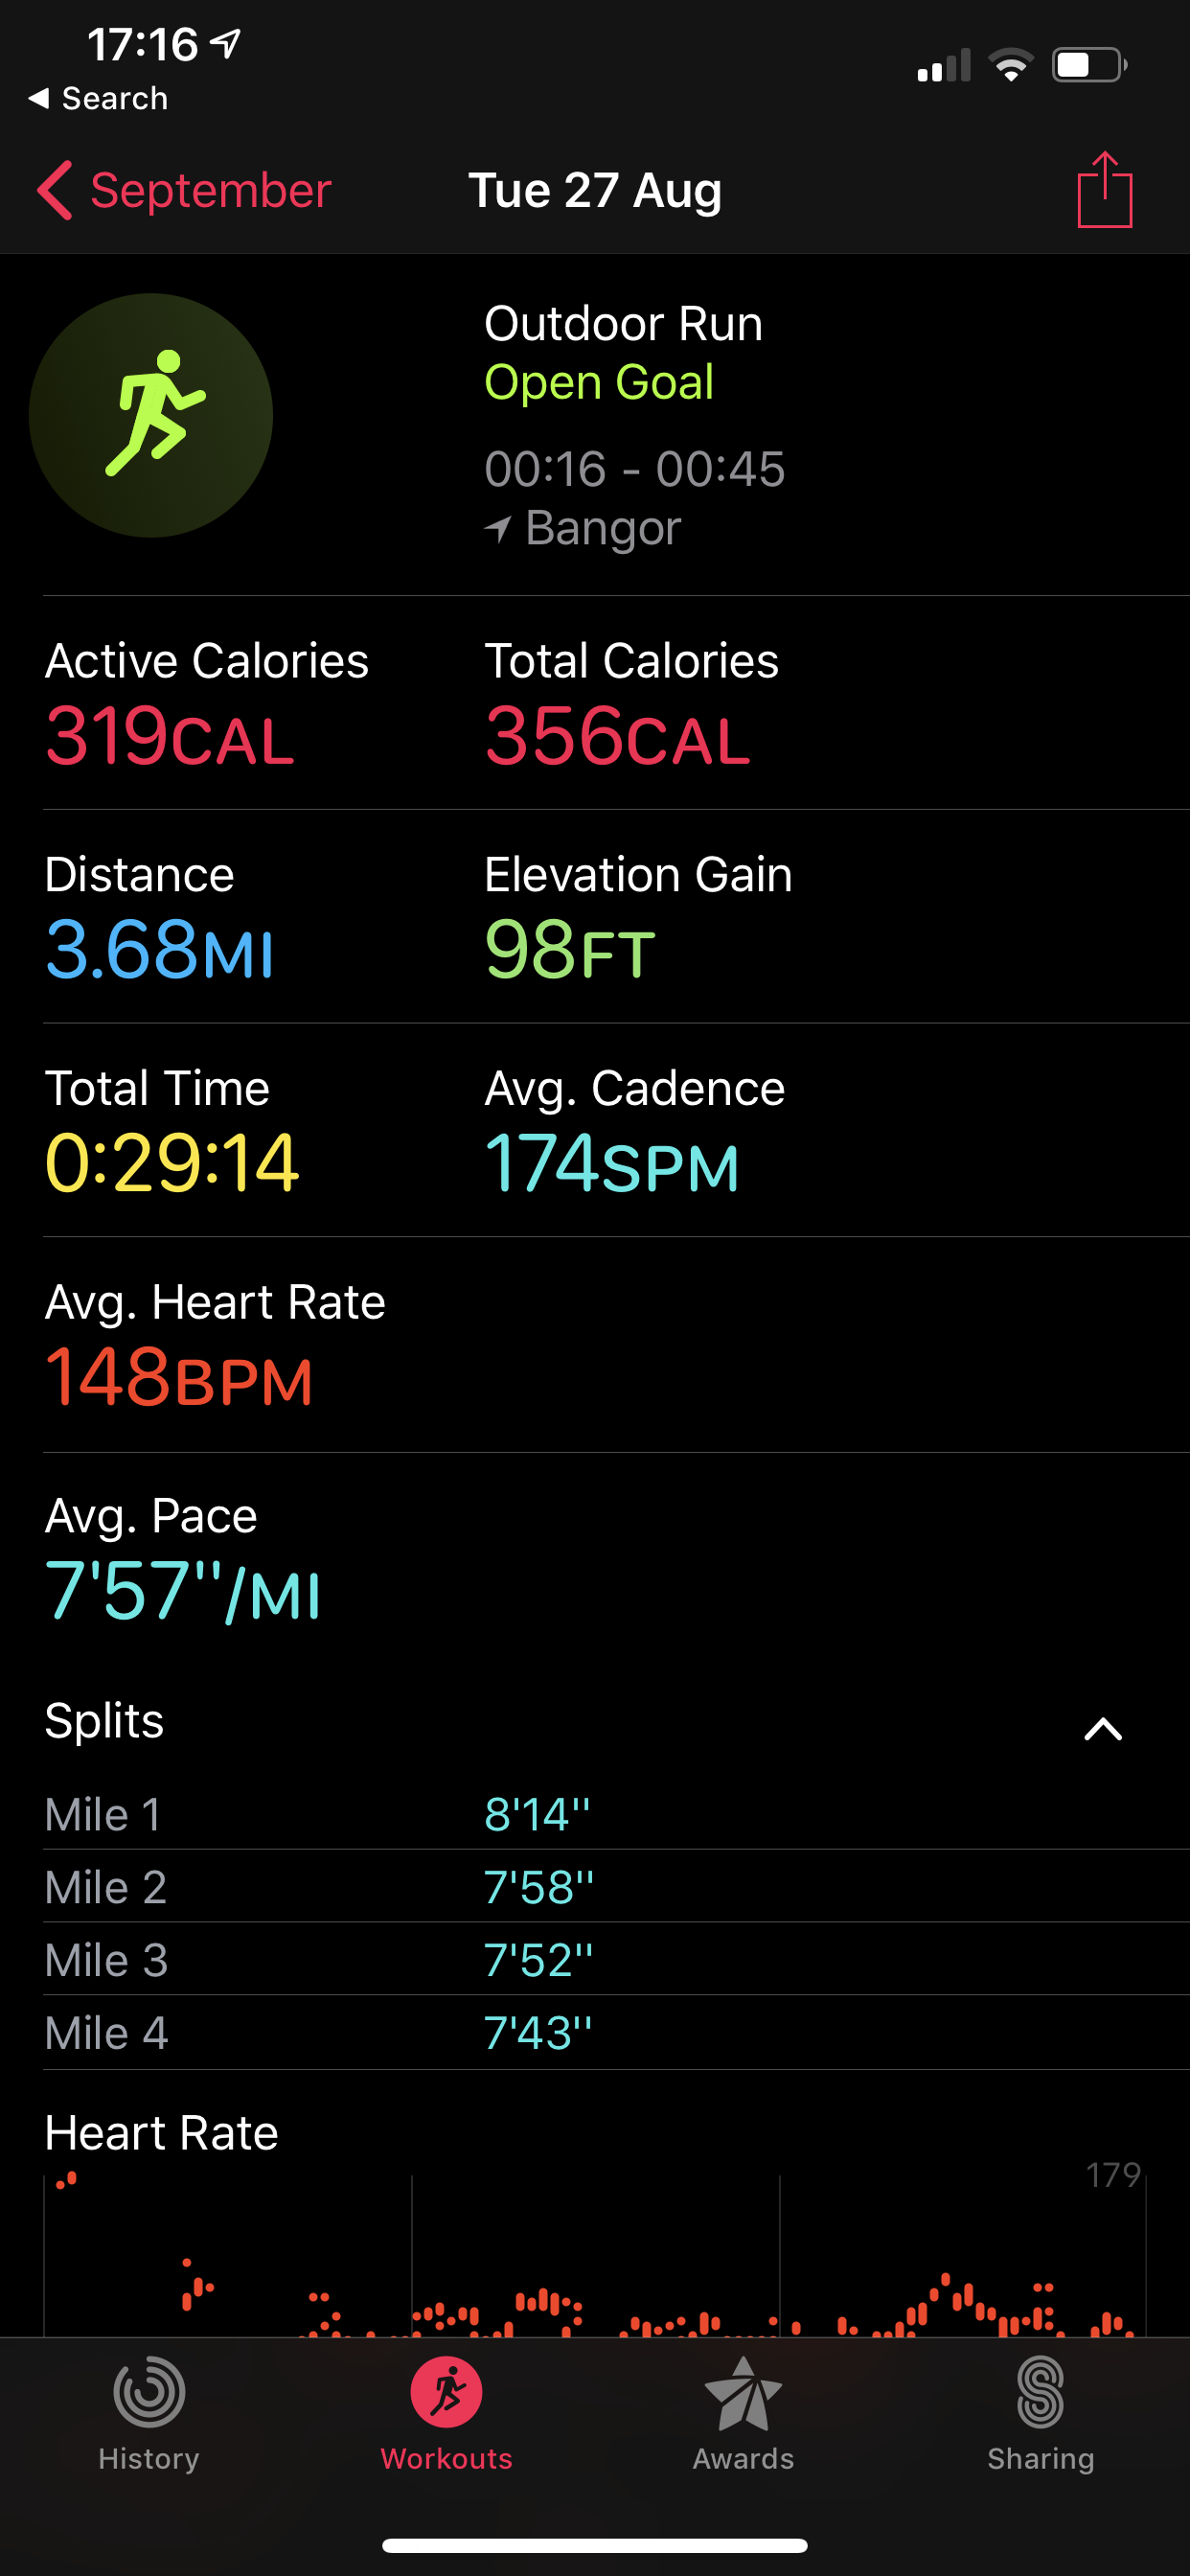 17:16
Search
September
Tue 27 Aug
Outdoor Run
Open Goal
00:16 - 00:45
Bangor
Active Calories
Total Calories
319CAL
356CAL
Distance
Elevation Gain
3.68MI
98FT
Total Time
Avg. Cadence
0:29:14
174SPM
Avg. Heart Rate
148BPM
Avg. Pace
7'57''/MI
Splits
Mile 1 8'14''
Mile 2 7'58''
Mile 3 7'52''
Mile 4 7'43''
Heart Rate
179
History
Workouts
Awards
Sharing